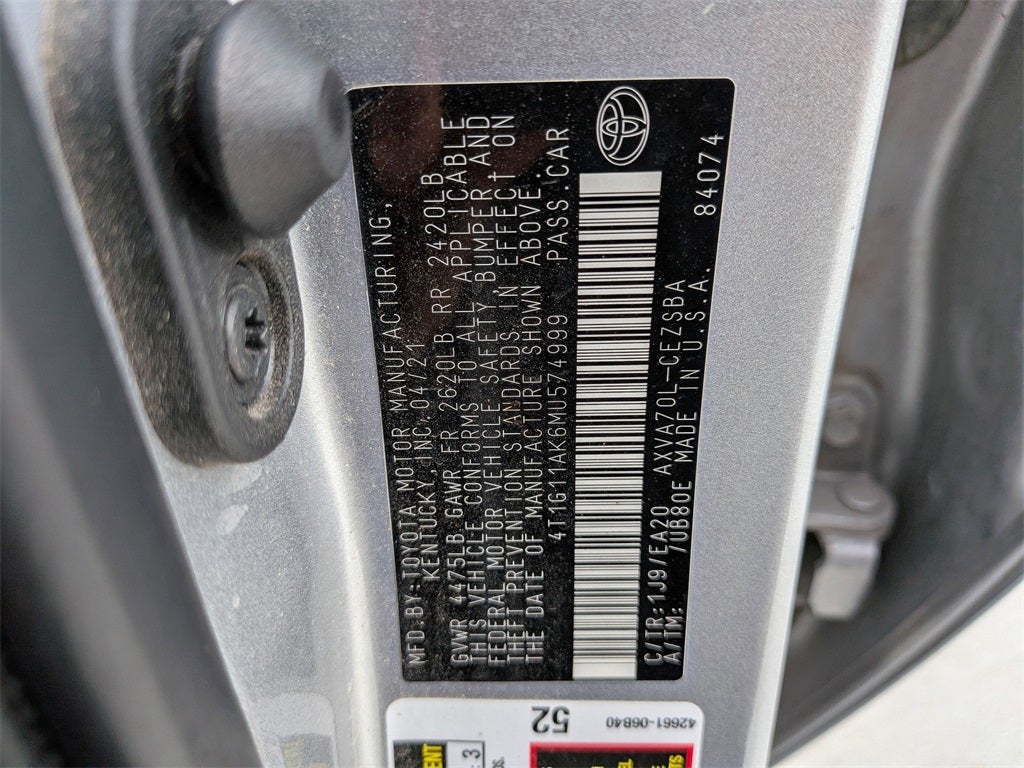 MFD.BY:TOYOTA MOTOR MANUFACTURING,
KENTUCKY, INC.04/21
GVWR 4475LB GAWR FR 2620LB RR 2420LB
THIS VEHICLE CONFORMS TO ALL APPLICABLE
FEDERAL MOTOR VEHICLE SAFETY, BUMPER AND
THEFT PREVENTION STANDARDS IN EFFECT ON
THE DATE OF MANUFACTURE SHOWN ABOVE.
4T1G11AK6MU574999 PASS.CAR
C/TR:1J9/EA20 AXVA70L-CEZSBA
A/TM: /UB80E MADE IN U.S.A. 84074
52
42661-06B40
3